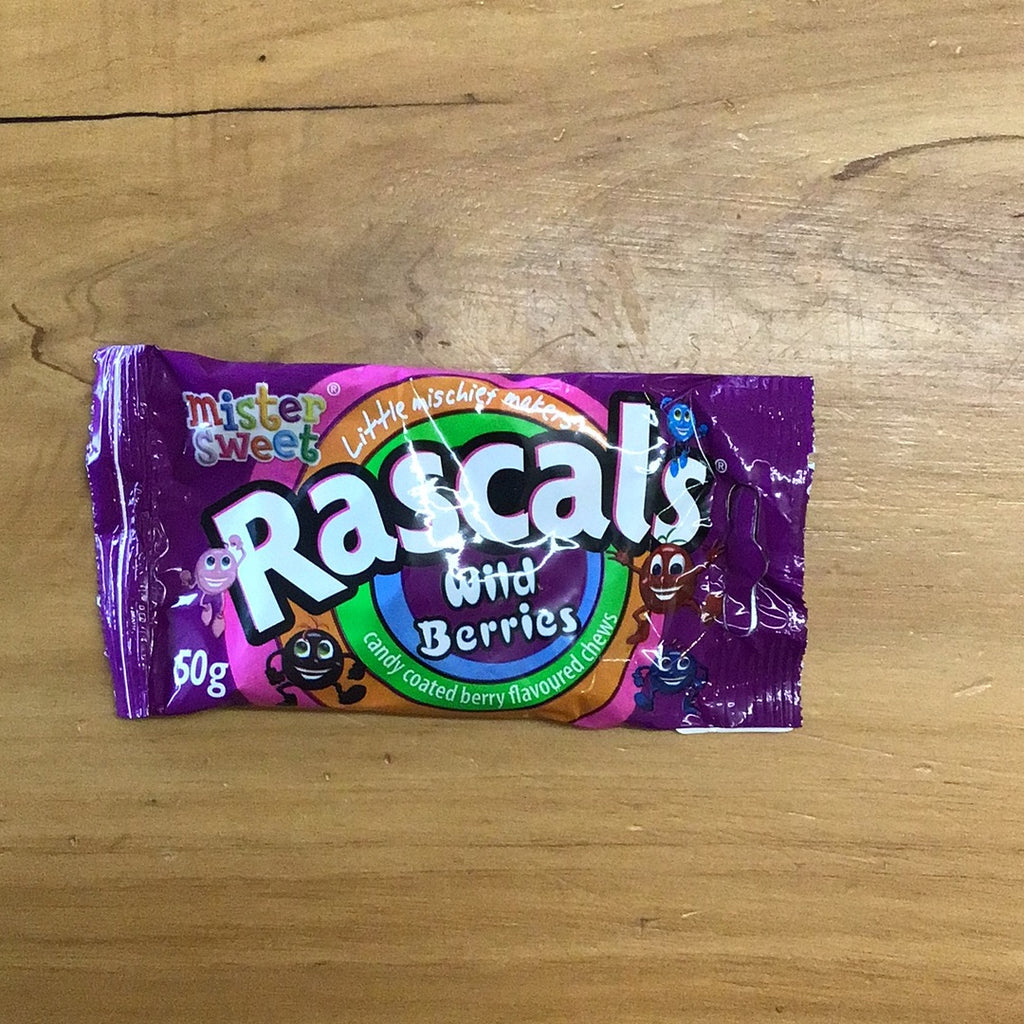 mister
sweet®
Little mischief makers!
Rascals®
Wild
Berries
candy coated berry flavoured chews
50g